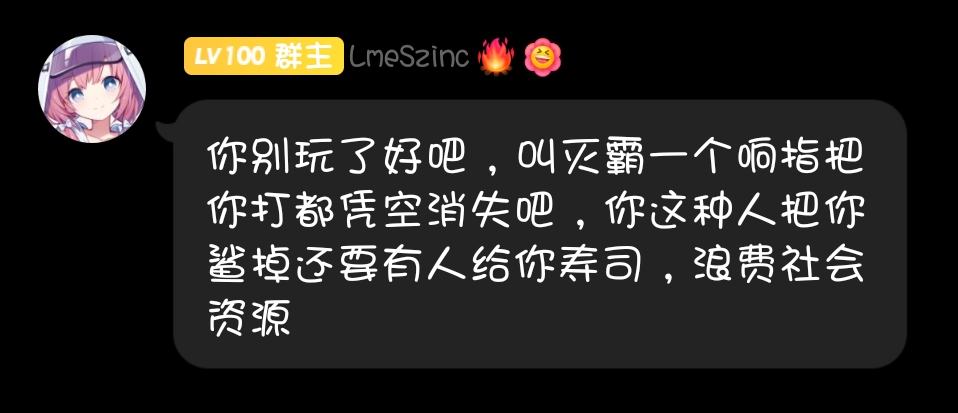 LV100 群主 LmeSzinc
你别玩了好吧，叫灭霸一个响指把
你打都凭空消失吧，你这种人把你
鲨掉还要有人给你寿司，浪费社会
资源